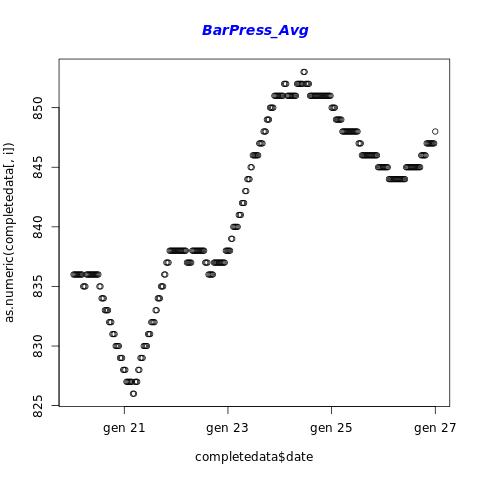 BarPress_Avg
as.numeric(completedata[, i])
850
845
840
835
830
825
gen 21 gen 23 gen 25 gen 27
completedata$date